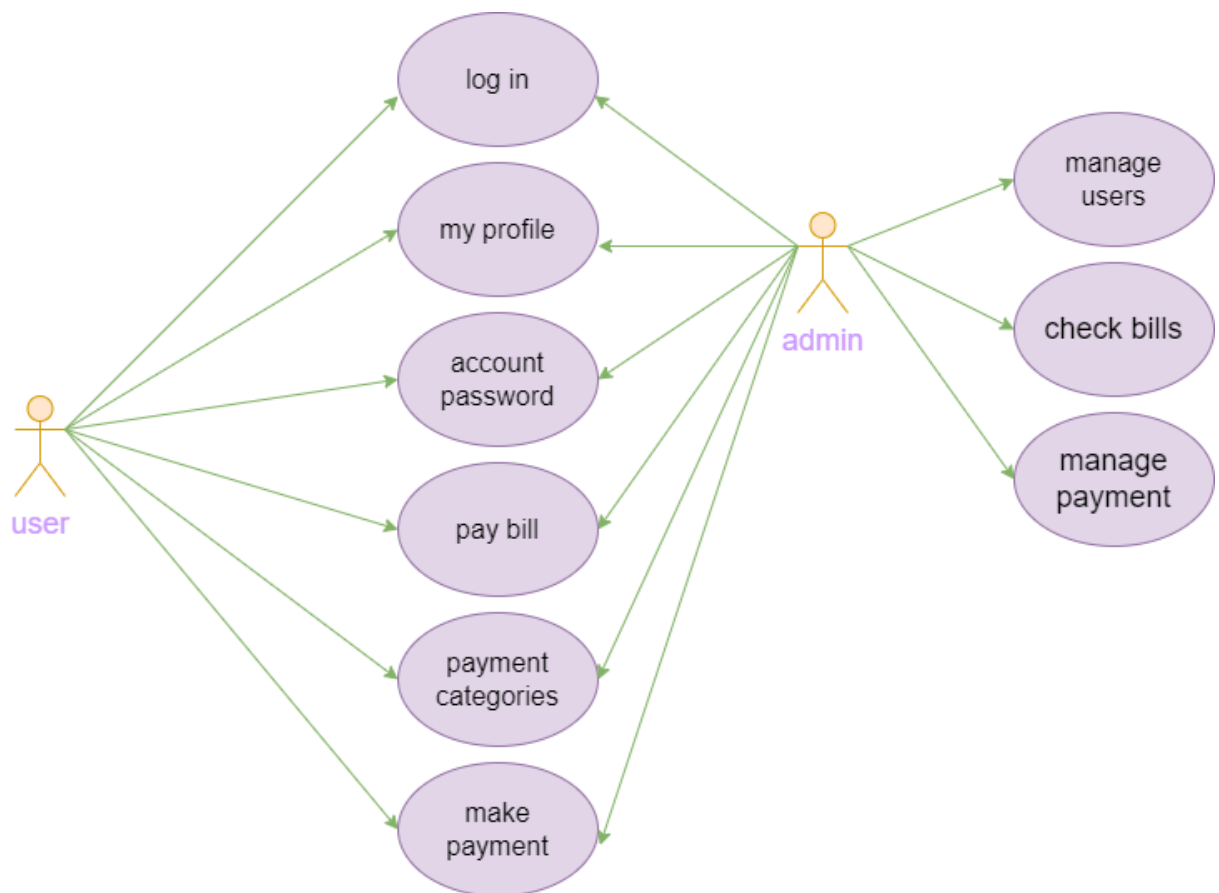 log in
my profile
account
password
pay bill
payment
categories
make
payment
user
admin
manage
users
check bills
manage
payment